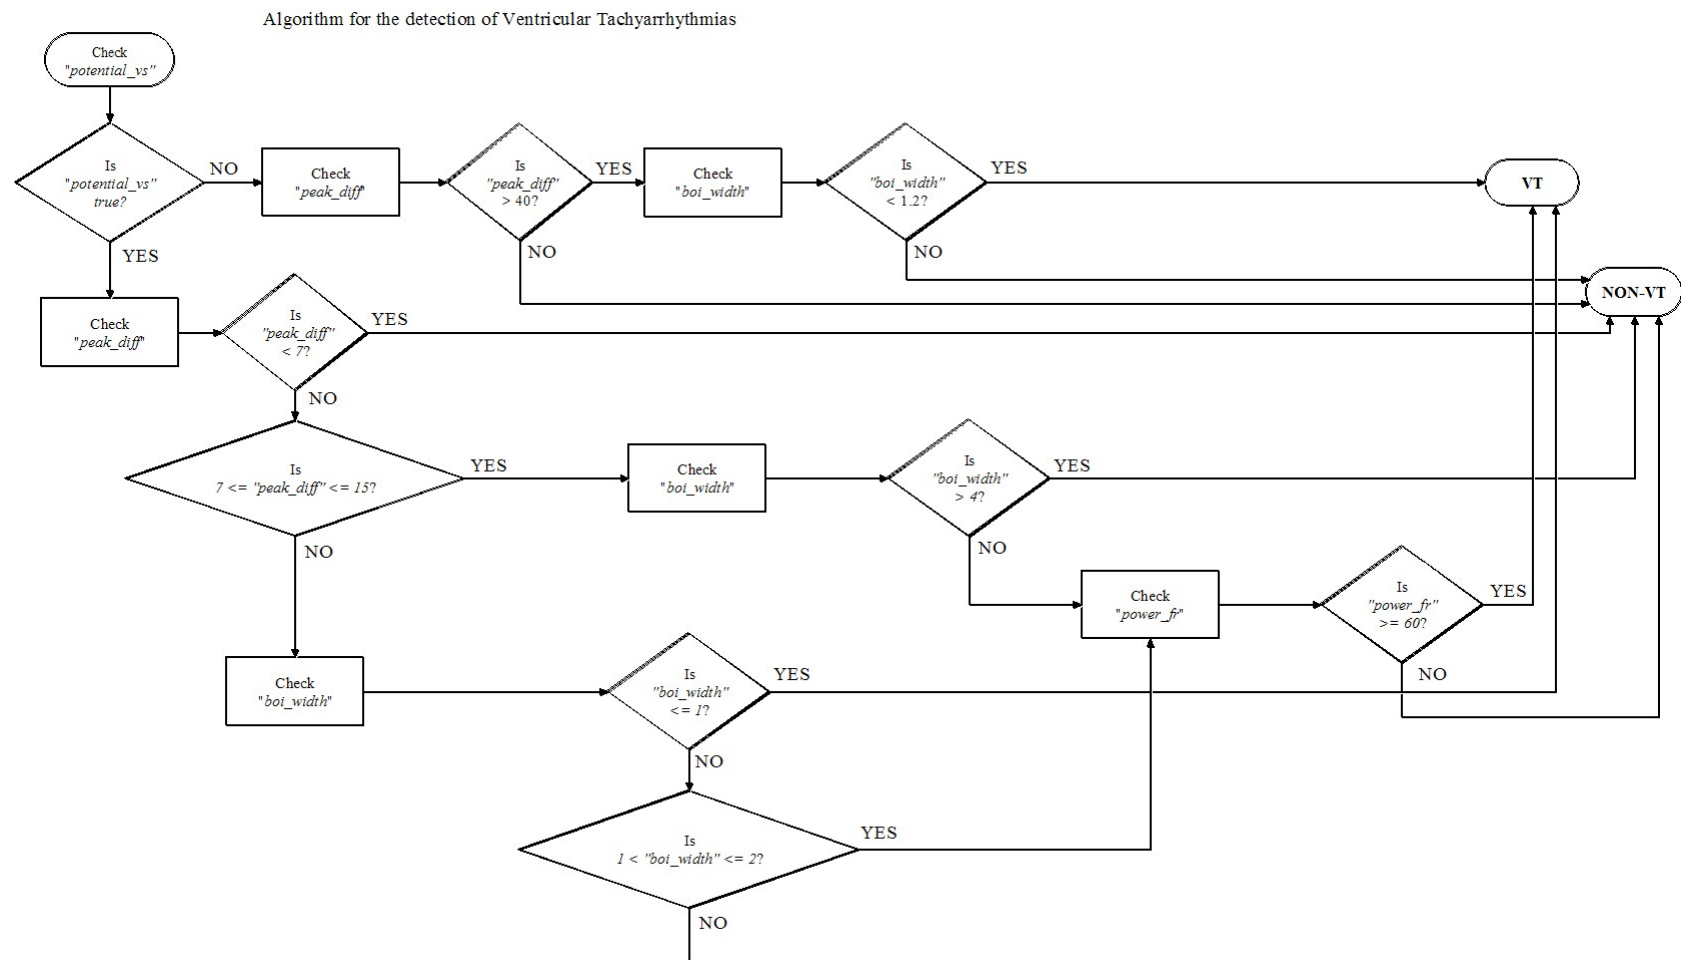 Algorithm for the detection of Ventricular Tachyarrhythmias
Check
"potential_vs"
Is
"potential_vs"
true?
NO
Check
"peak_diff"
Is
"peak_diff"
> 40?
YES
Check
"boi_width"
Is
"boi_width"
< 1.2?
YES
VT
YES
NO
NO
NON-VT
Check
"peak_diff"
Is
"peak_diff"
< 7?
YES
NO
Is
7 <= "peak_diff" <= 15?
YES
Check
"boi_width"
Is
"boi_width"
> 4?
YES
NO
NO
Check
"power_fr"
Is
"power_fr"
>= 60?
YES
NO
Check
"boi_width"
Is
"boi_width"
<= 1?
YES
NO
Is
1 < "boi_width" <= 2?
YES
NO